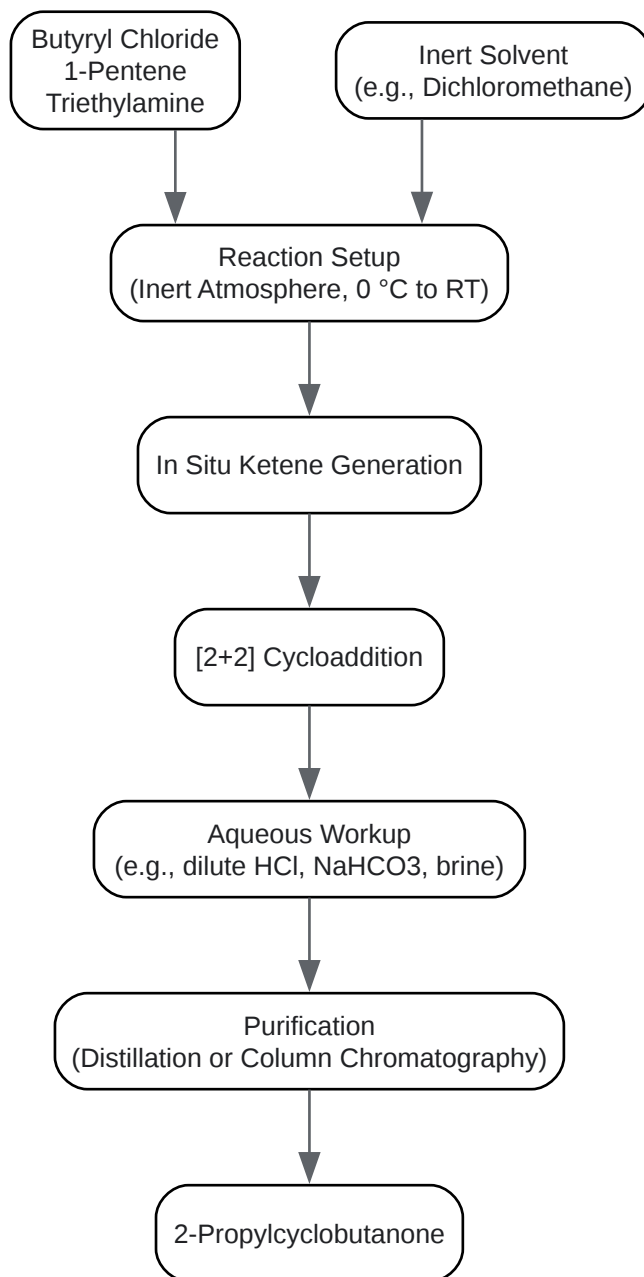 Butyryl Chloride
1-Pentene
Triethylamine
Inert Solvent
(e.g., Dichloromethane)
Reaction Setup
(Inert Atmosphere, 0 °C to RT)
In Situ Ketene Generation
[2+2] Cycloaddition
Aqueous Workup
(e.g., dilute HCl, NaHCO3, brine)
Purification
(Distillation or Column Chromatography)
2-Propylcyclobutanone